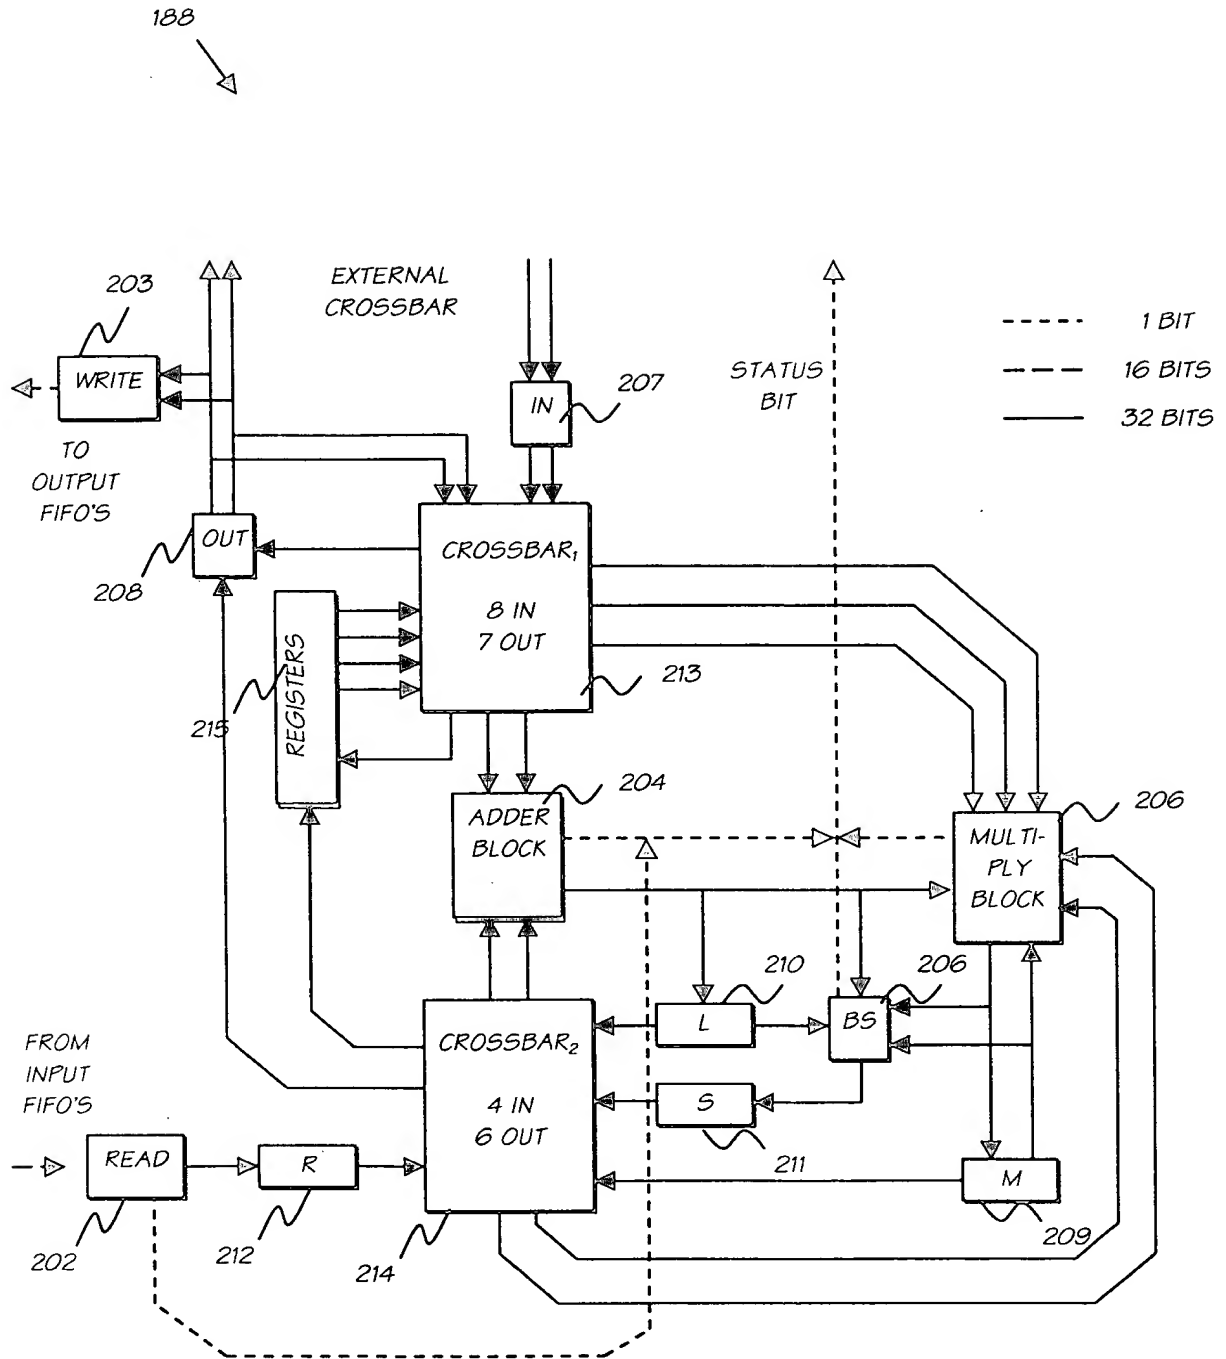 188
EXTERNAL
CROSSBAR
203
WRITE
TO
OUTPUT
FIFO'S
IN
207
STATUS
BIT
1 BIT
16 BITS
32 BITS
OUT
208
CROSSBAR1
8 IN
7 OUT
213
REGISTERS
215
204
ADDER
BLOCK
206
MULTI-
PLY
BLOCK
210
L
206
BS
FROM
INPUT
FIFO'S
CROSSBAR2
4 IN
6 OUT
S
211
READ
R
M
202
212
214
209